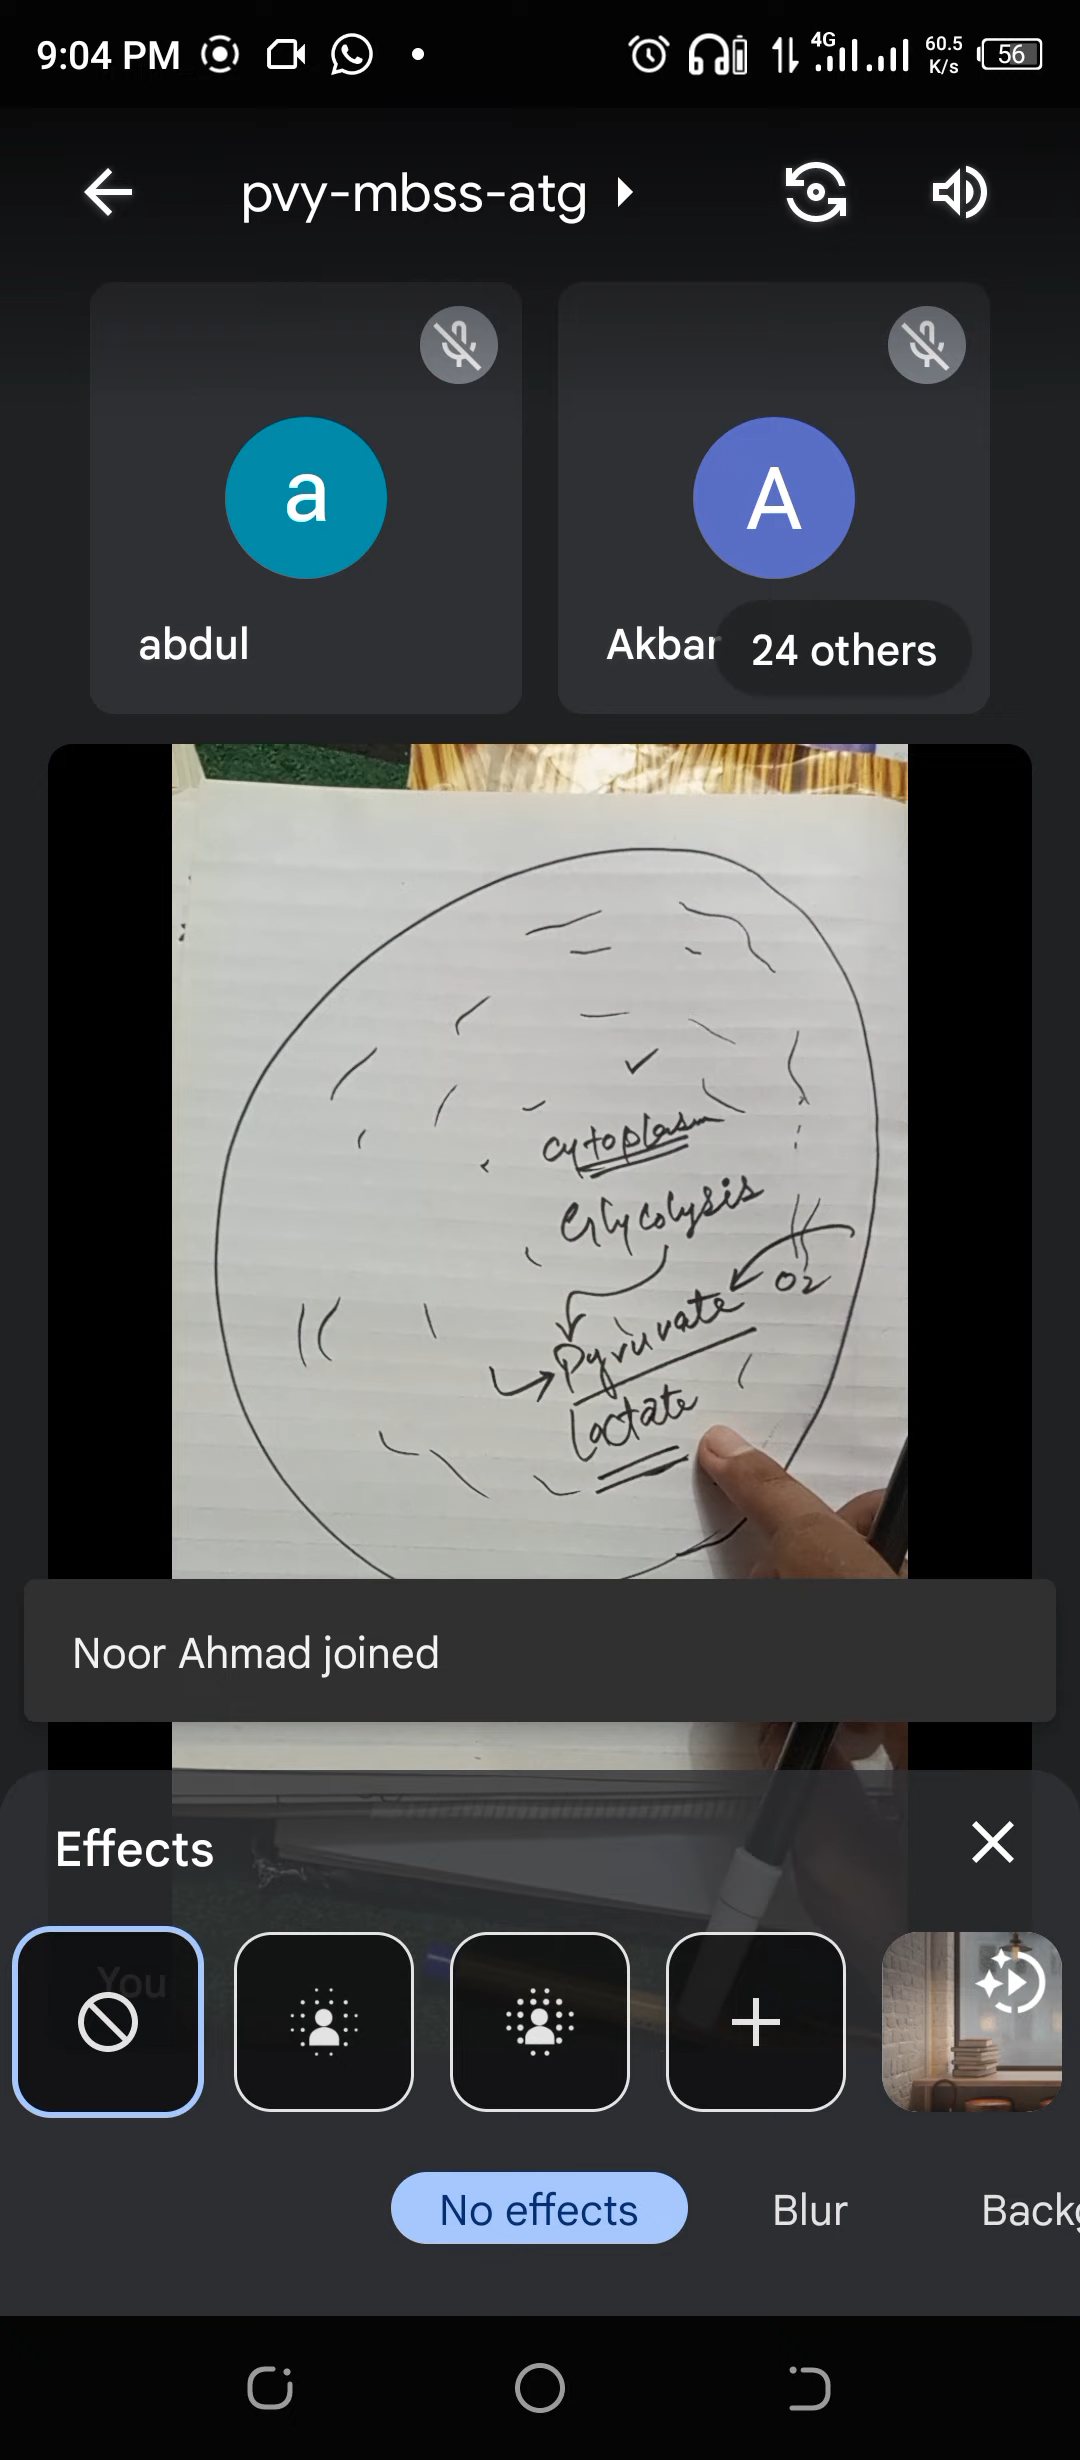 9:04 PM
4G
60.5
K/s
56
pvy-mbss-atg
a
A
abdul
Akbar
24 others
cytoplasm
Glycolysis
O2
Pyruvate
Lactate
Noor Ahmad joined
Effects
You
No effects
Blur
Backg